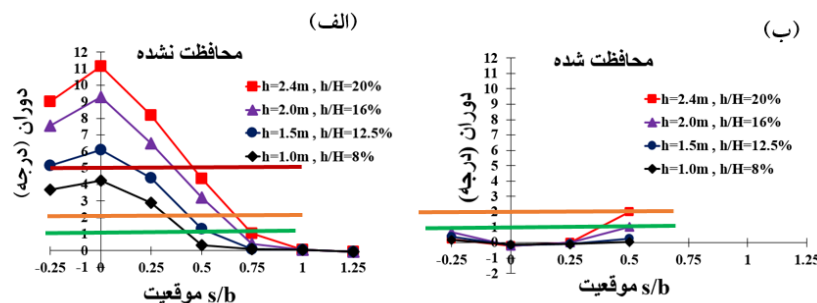 (الف)
محافظت نشده
12
11
10
9
8
7
6
5
4
3
2
1
0
-1
دوران (درجه)
h=2.4m , h/H=20%
h=2.0m , h/H=16%
h=1.5m , h/H=12.5%
h=1.0m , h/H=8%
-0.25 0 0.25 0.5 0.75 1 1.25
موقعیت s/b
(ب)
محافظت شده
12
11
10
9
8
7
6
5
4
3
2
1
0
-1
-2
دوران (درجه)
h=2.4m , h/H=20%
h=2.0m , h/H=16%
h=1.5m , h/H=12.5%
h=1.0m , h/H=8%
-0.25 0 0.25 0.5 0.75 1 1.25
موقعیت s/b